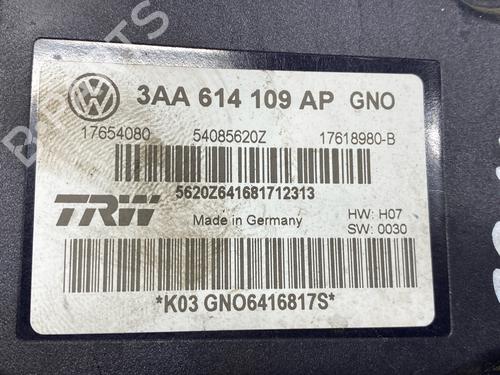 3AA 614 109 AP GNO
17654080 54085620Z 17618980-B
5620Z641681712313
TRW
Made in Germany
HW: H07
SW: 0030
*K03 GNO6416817S*